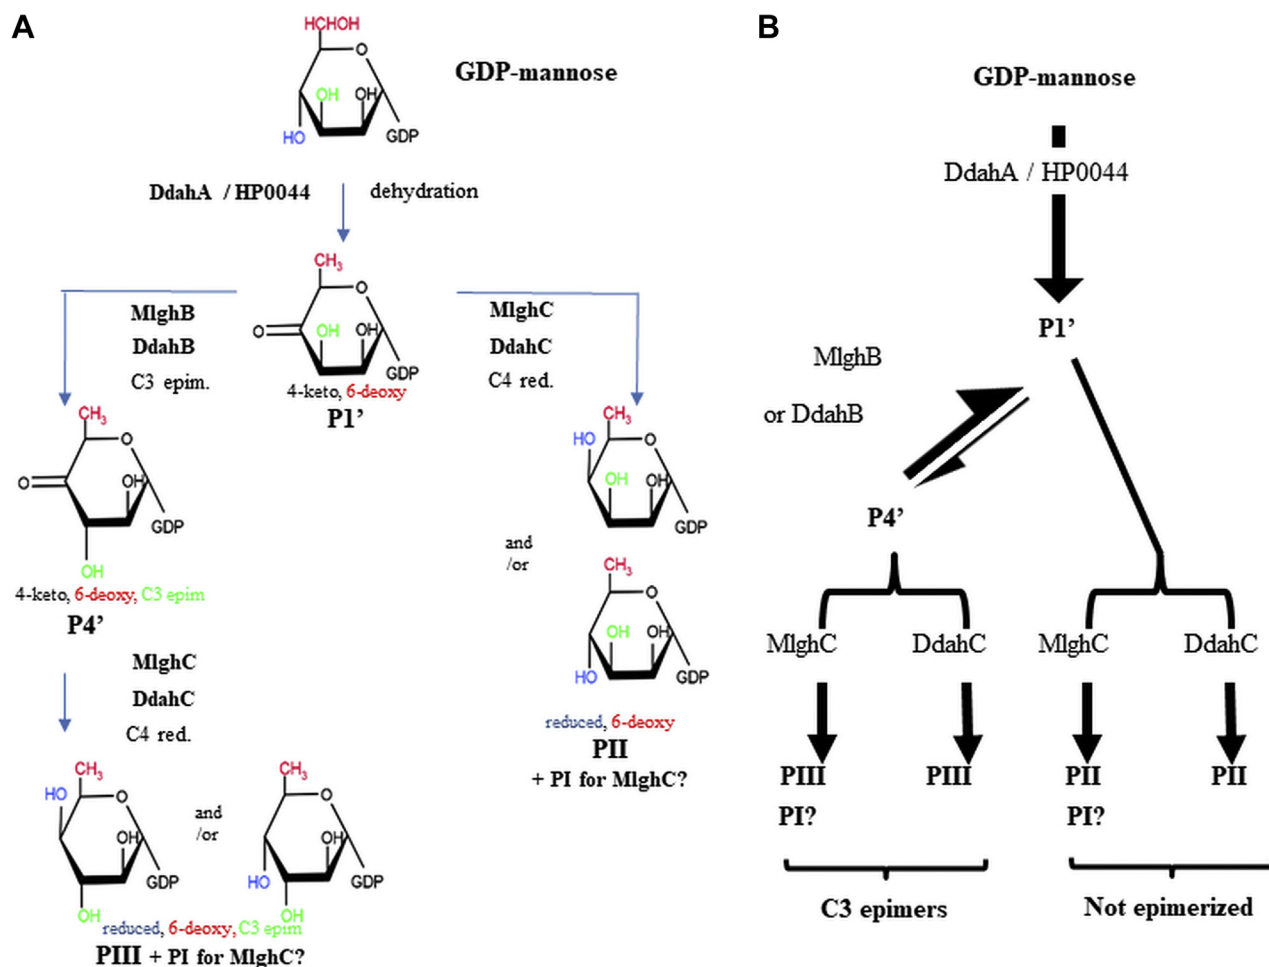 A
HCHOH
O
OH
OH
HO
GDP
GDP-mannose
DdahA / HP0044
dehydration
CH3
O
O
OH
OH
GDP
4-keto, 6-deoxy
P1’
MlghB
DdahB
C3 epim.
MlghC
DdahC
C4 red.
CH3
O
O
OH
GDP
OH
4-keto, 6-deoxy, C3 epim
P4’
CH3
HO
O
OH
OH
GDP
and
/or
CH3
O
OH
OH
HO
GDP
reduced, 6-deoxy
PII
+ PI for MlghC?
MlghC
DdahC
C4 red.
CH3
HO
O
OH
GDP
OH
and
/or
CH3
O
OH
HO
GDP
OH
reduced, 6-deoxy, C3 epim
PIII + PI for MlghC?
B
GDP-mannose
DdahA / HP0044
P1’
MlghB
or DdahB
P4’
MlghC DdahC MlghC DdahC
PIII PIII PII PII
PI? PI?
C3 epimers Not epimerized